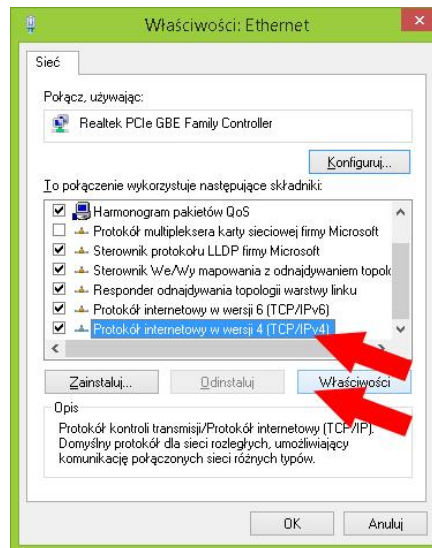 Właściwości: Ethernet
Sieć
Połącz, używając:
Realtek PCIe GBE Family Controller
Konfiguruj...
To połączenie wykorzystuje następujące składniki:
Harmonogram pakietów QoS
Protokół multipleksera karty sieciowej firmy Microsoft
Sterownik protokołu LLDP firmy Microsoft
Sterownik We/Wy mapowania z odnajdywaniem topolo
Responder odnajdywania topologii warstwy linku
Protokół internetowy w wersji 6 (TCP/IPv6)
Protokół internetowy w wersji 4 (TCP/IPv4)
Zainstaluj... Odinstaluj Właściwości
Opis
Protokół kontroli transmisji/Protokół internetowy (TCP/IP).
Domyślny protokół dla sieci rozległych, umożliwiający
komunikację połączonych sieci różnych typów.
OK Anuluj